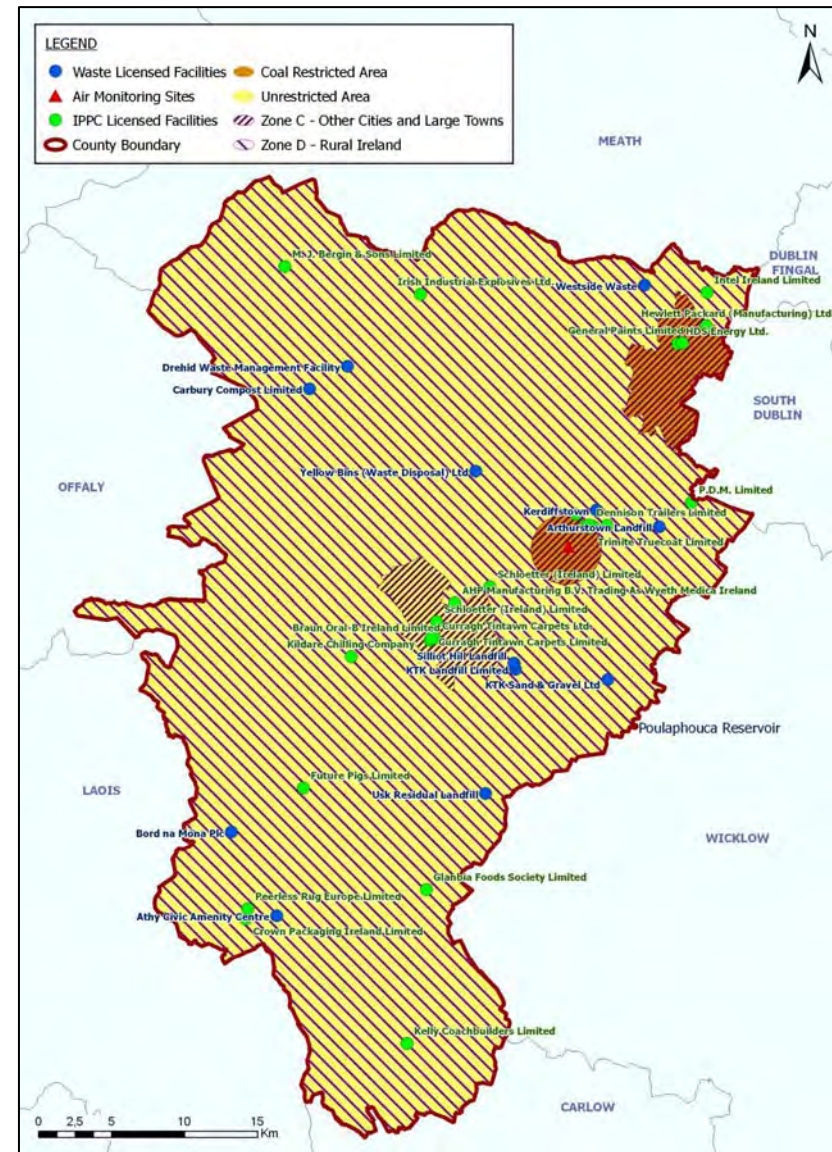 LEGEND
Waste Licensed Facilities
Coal Restricted Area
Air Monitoring Sites
Unrestricted Area
IPPC Licensed Facilities
Zone C - Other Cities and Large Towns
County Boundary
Zone D - Rural Ireland
N
MEATH
DUBLIN
FINGAL
M. J. Bergin & Sons Limited
Irish Industrial Explosives Ltd.
Westside Waste
Intel Ireland Limited
Hewlett Packard (Manufacturing) Ltd
General Paints Limited
HDS Energy Ltd.
Drehid Waste Management Facility
Carbury Compost Limited
SOUTH
DUBLIN
OFFALY
Yellow Bins (Waste Disposal) Ltd.
P.D.M. Limited
Kerdiffstown
Dennison Trailers Limited
Arthurstown Landfill
Trimite Truecoat Limited
Schloetter (Ireland) Limited
AHP Manufacturing B.V. Trading As Wyeth Medica Ireland
Schloetter (Ireland) Limited
Braun Oral-B Ireland Limited
Curragh Tintawn Carpets Ltd.
Kildare Chilling Company
Curragh Tintawn Carpets Limited
Silliot Hill Landfill
KTK Landfill Limited
KTK Sand & Gravel Ltd
Poulaphouca Reservoir
LAOIS
Future Pigs Limited
Usk Residual Landfill
Bord na Mona Plc
WICKLOW
Glanbia Foods Society Limited
Peerless Rug Europe Limited
Athy Civic Amenity Centre
Crown Packaging Ireland Limited
Kelly Coachbuilders Limited
CARLOW
0 2.5 5 10 15
Km